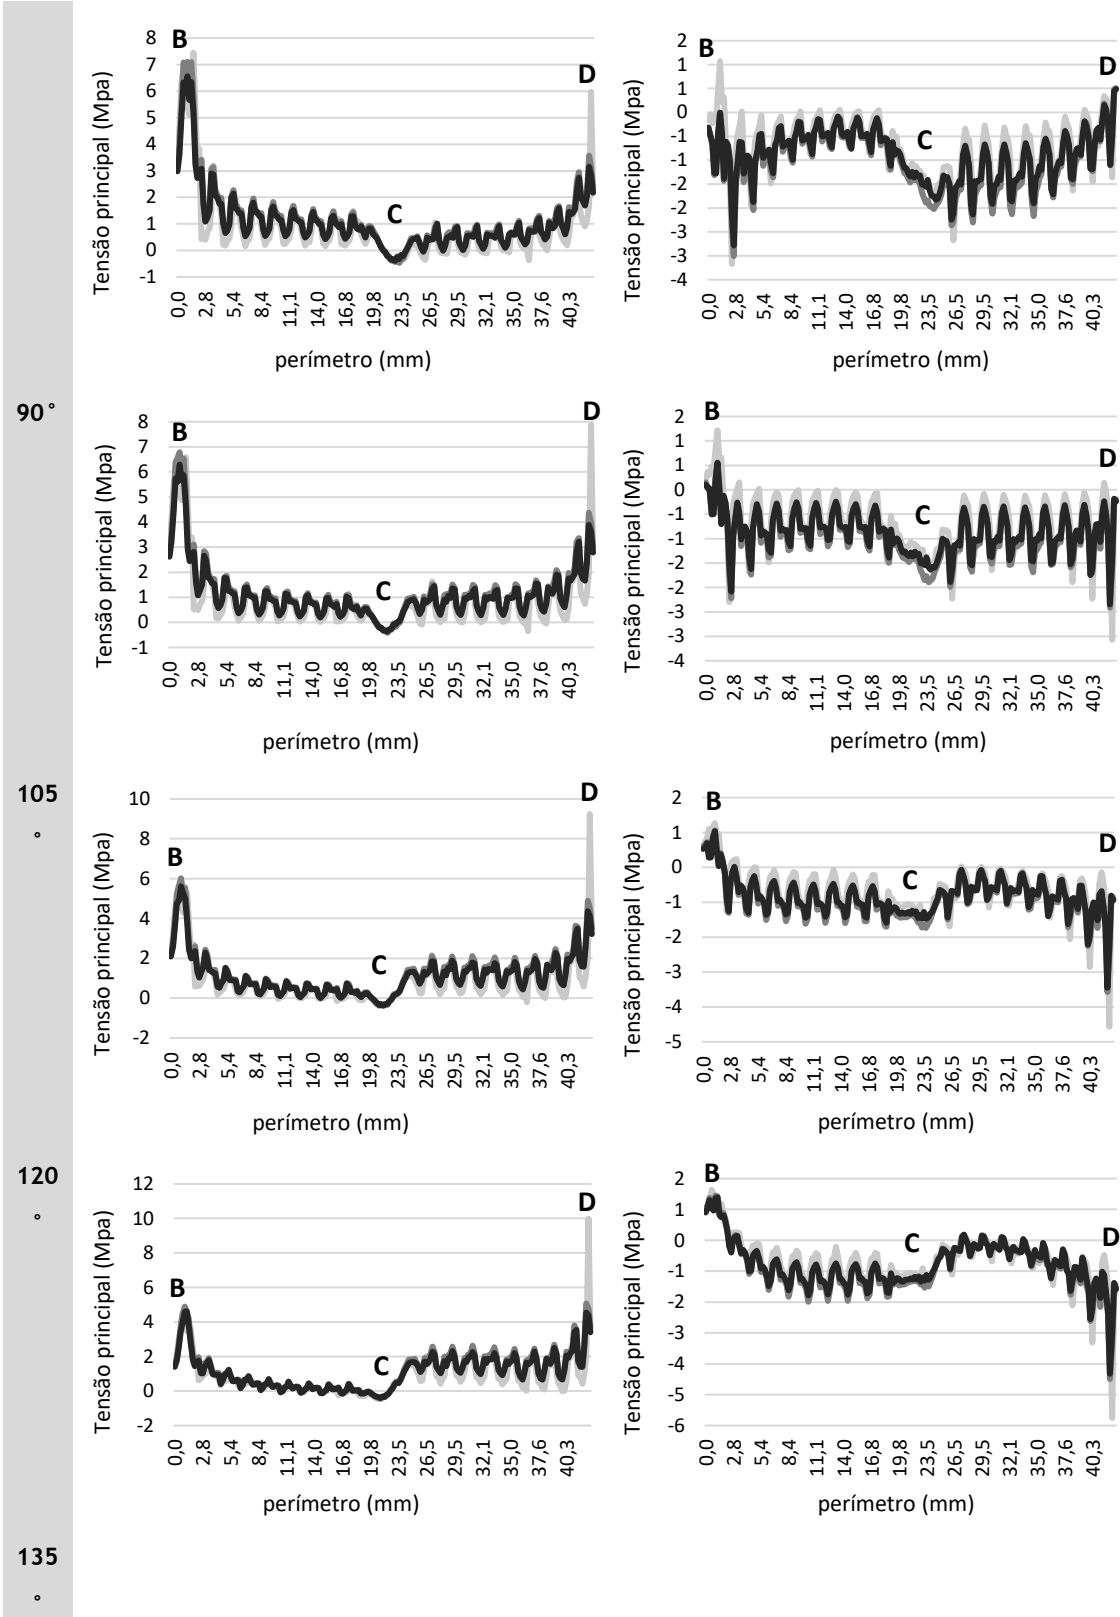 8
7
6
5
4
3
2
1
0
-1
B
C
D
Tensão principal (Mpa)
0,0 2,8 5,4 8,4 11,1 14,0 16,8 19,8 23,5 26,5 29,5 32,1 35,0 37,6 40,3
perímetro (mm)
2
1
1
0
-1
-1
-2
-2
-3
-3
-4
B
C
D
Tensão principal (Mpa)
0,0 2,8 5,4 8,4 11,1 14,0 16,8 19,8 23,5 26,5 29,5 32,1 35,0 37,6 40,3
perímetro (mm)
90°
8
7
6
5
4
3
2
1
0
-1
B
C
D
Tensão principal (Mpa)
0,0 2,8 5,4 8,4 11,1 14,0 16,8 19,8 23,5 26,5 29,5 32,1 35,0 37,6 40,3
perímetro (mm)
2
1
1
0
-1
-1
-2
-2
-3
-3
-4
B
C
D
Tensão principal (Mpa)
0,0 2,8 5,4 8,4 11,1 14,0 16,8 19,8 23,5 26,5 29,5 32,1 35,0 37,6 40,3
perímetro (mm)
105
°
10
8
6
4
2
0
-2
B
C
D
Tensão principal (Mpa)
0,0 2,8 5,4 8,4 11,1 14,0 16,8 19,8 23,5 26,5 29,5 32,1 35,0 37,6 40,3
perímetro (mm)
2
1
0
-1
-2
-3
-4
-5
B
C
D
Tensão principal (Mpa)
0,0 2,8 5,4 8,4 11,1 14,0 16,8 19,8 23,5 26,5 29,5 32,1 35,0 37,6 40,3
perímetro (mm)
120
°
12
10
8
6
4
2
0
-2
B
C
D
Tensão principal (Mpa)
0,0 2,8 5,4 8,4 11,1 14,0 16,8 19,8 23,5 26,5 29,5 32,1 35,0 37,6 40,3
perímetro (mm)
2
1
0
-1
-2
-3
-4
-5
-6
B
C
D
Tensão principal (Mpa)
0,0 2,8 5,4 8,4 11,1 14,0 16,8 19,8 23,5 26,5 29,5 32,1 35,0 37,6 40,3
perímetro (mm)
135
°